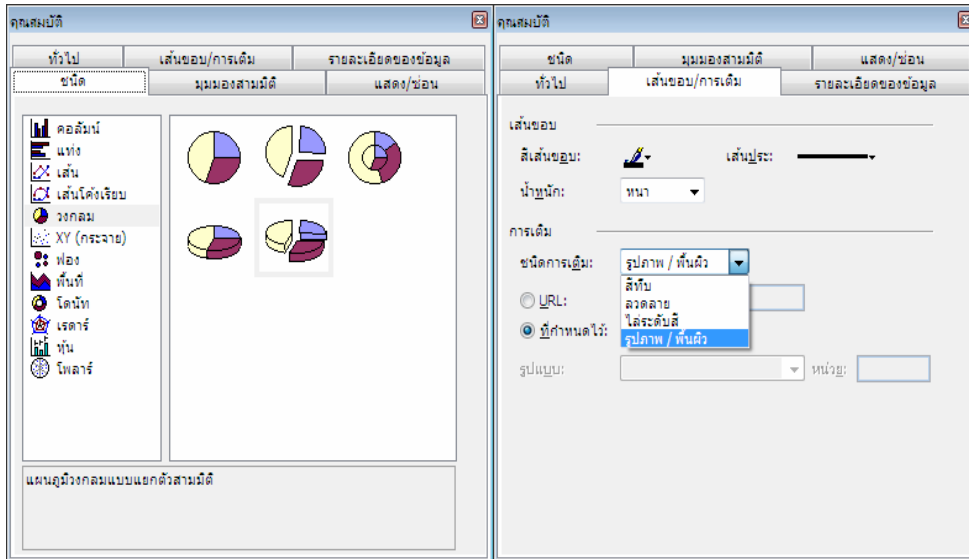 คุณสมบัติ
ทั่วไป
เส้นขอบ/การเติม
รายละเอียดของข้อมูล
ชนิด
มุมมองสามมิติ
แสดง/ซ่อน
คอลัมน์
แท่ง
เส้น
เส้นโค้งเรียบ
วงกลม
XY (กระจาย)
ฟอง
พื้นที่
โดนัท
เรดาร์
หุ้น
โพลาร์
แผนภูมิวงกลมแบบแยกตัวสามมิติ
คุณสมบัติ
ชนิด
มุมมองสามมิติ
แสดง/ซ่อน
ทั่วไป
เส้นขอบ/การเติม
รายละเอียดของข้อมูล
เส้นขอบ
สีเส้นขอบ:
เส้นประ:
น้ำหนัก:
หนา
การเติม
ชนิดการเติม:
รูปภาพ / พื้นผิว
สีทึบ
ลวดลาย
ไล่ระดับสี
รูปภาพ / พื้นผิว
URL:
ที่กำหนดไว้:
รูปแบบ:
หน่วย: